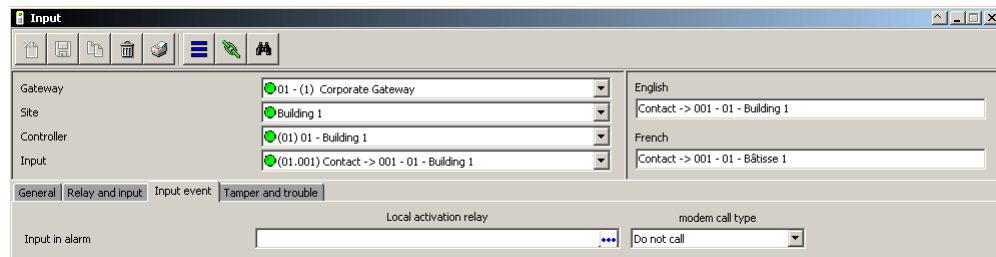 Input
Gateway
01 - (1) Corporate Gateway
English
Site
Building 1
Contact -> 001 - 01 - Building 1
Controller
(01) 01 - Building 1
French
Input
(01.001) Contact -> 001 - 01 - Building 1
Contact -> 001 - 01 - Bâtisse 1
General Relay and input Input event Tamper and trouble
Local activation relay modem call type
Input in alarm
Do not call